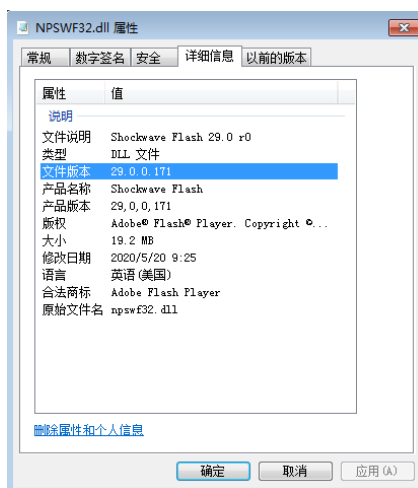 NPSWF32.dll 属性
常规 数字签名 安全 详细信息 以前的版本
属性 值
说明
文件说明 Shockwave Flash 29.0 r0
类型 DLL 文件
文件版本 29.0.0.171
产品名称 Shockwave Flash
产品版本 29,0,0,171
版权 Adobe® Flash® Player. Copyright ©...
大小 19.2 MB
修改日期 2020/5/20 9:25
语言 英语(美国)
合法商标 Adobe Flash Player
原始文件名 npswf32.dll
删除属性和个人信息
确定 取消 应用(A)